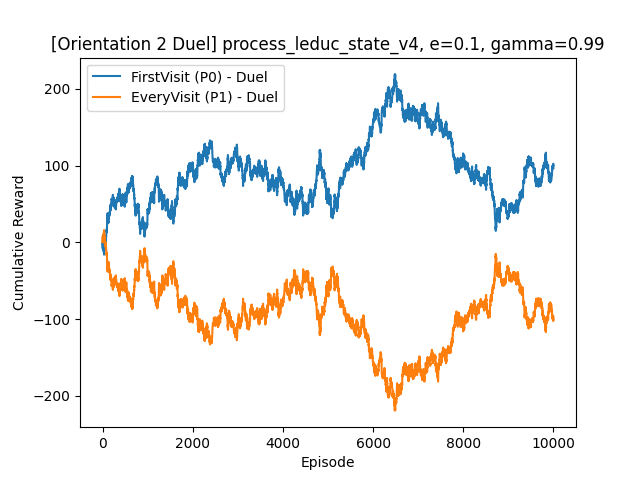 [Orientation 2 Duel] process_leduc_state_v4, e=0.1, gamma=0.99
FirstVisit (P0) - Duel
EveryVisit (P1) - Duel
Cumulative Reward
200
100
0
−100
−200
0 2000 4000 6000 8000 10000
Episode